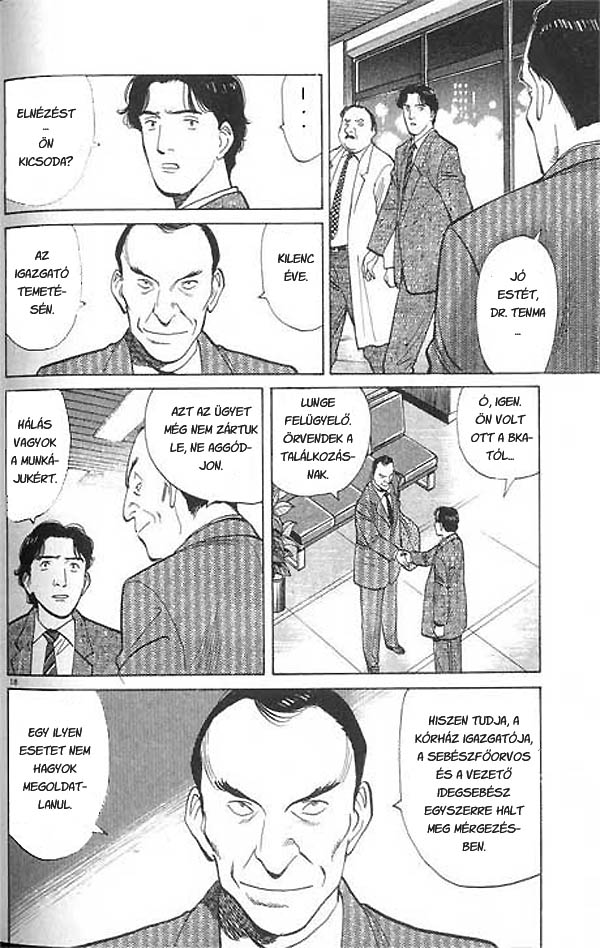 JÓ
ESTÉT,
DR. TENMA
...
!..
ELNÉZÉST
...
ÖN
KICSODA?
KILENC
ÉVE.
AZ
IGAZGATÓ
TEMETÉ-
SÉN.
Ó, IGEN.
ÖN VOLT
OTT A BKA-
TÓL...
LUNGE
FELÜGYELŐ.
ÖRVENDEK A
TALÁLKOZÁS-
NAK.
AZT AZ ÜGYET
MÉG NEM ZÁRTUK
LE, NE AGGÓD-
JON.
HÁLÁS
VAGYOK
A MUNKÁ-
JUKÉRT.
18
HISZEN TUDJA, A
KÓRHÁZ IGAZGATÓJA,
A SEBÉSZFŐORVOS
ÉS A VEZETŐ
IDEGSEBÉSZ
EGYSZERRE HALT
MEG MÉRGEZÉS-
BEN.
EGY ILYEN
ESETET NEM
HAGYOK
MEGOLDAT-
LANUL.